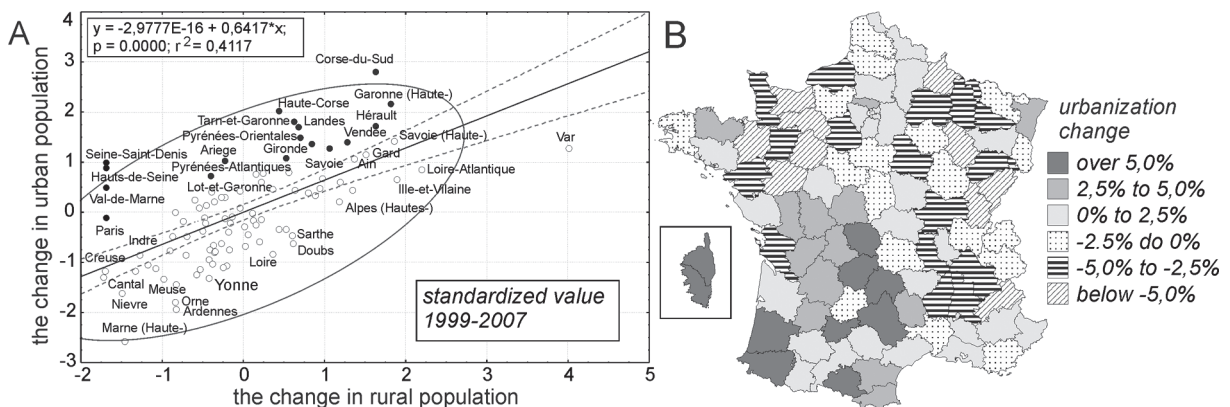 A
y = -2,9777E-16 + 0,6417*x;
p = 0.0000; r2 = 0,4117
the change in urban population
4
3
2
1
0
-1
-2
-3
Corse-du-Sud
Garonne (Haute-)
Haute-Corse
Tarn-et-Garonne
Landes
Hérault
Pyrénées-Orientales
Vendée
Savoie (Haute-)
Var
Ariege
Gironde
Seine-Saint-Denis
Pyrénées-Atlantiques
Savoie
Ain
Gard
Loire-Atlantique
Hauts-de-Seine
Lot-et-Garonne
Ille-et-Vilaine
Val-de-Marne
Alpes (Hautes-)
Paris
Indre
Sarthe
Doubs
Creuse
Loire
Cantal
Meuse
Yonne
Nievre
Orne
Ardennes
Marne (Haute-)
standardized value
1999-2007
-2
-1
0
1
2
3
4
5
the change in rural population
B
urbanization
change
over 5,0%
2,5% to 5,0%
0% to 2,5%
-2.5% do 0%
-5,0% to -2,5%
below -5,0%